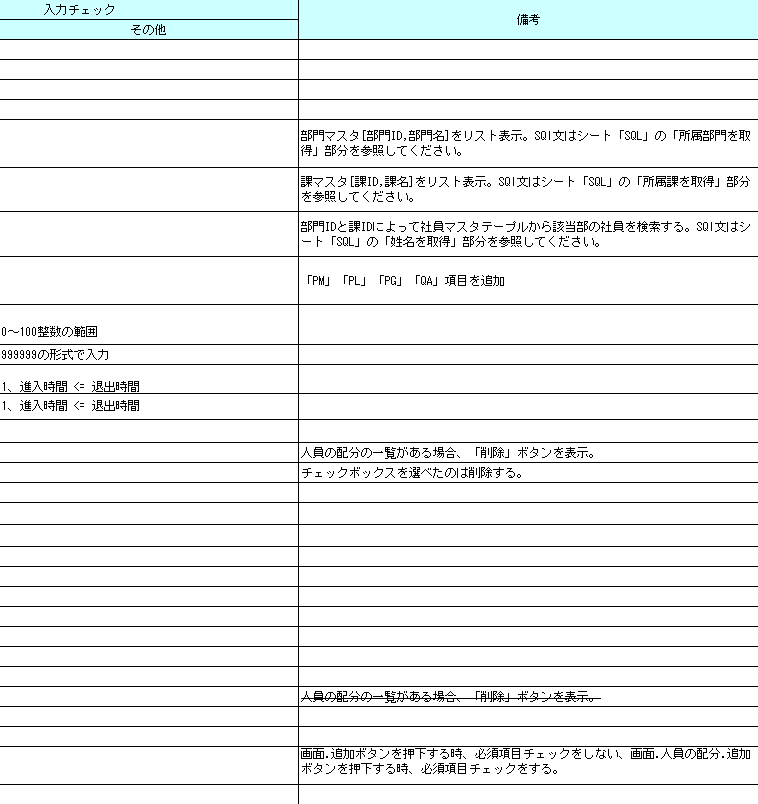 入力チェック
備考
その他
部門マスタ[部門ID,部門名]をリスト表示。SQl文はシート「SQL」の「所属部門を取
得」部分を参照してください。
課マスタ[課ID,課名]をリスト表示。SQl文はシート「SQL」の「所属課を取得」部分
を参照してください。
部門IDと課IDによって社員マスタテーブルから該当部の社員を検索する。SQl文はシ
ート「SQL」の「姓名を取得」部分を参照してください。
「PM」「PL」「PG」「QA」項目を追加
0～100整数の範囲
999999の形式で入力
1、進入時間 <= 退出時間
1、進入時間 <= 退出時間
人員の配分の一覧がある場合、「削除」ボタンを表示。
チェックボックスを選べたのは削除する。
人員の配分の一覧がある場合、「削除」ボタンを表示。
画面.追加ボタンを押下する時、必須項目チェックをしない、画面.人員の配分.追加
ボタンを押下する時、必須項目チェックをする。